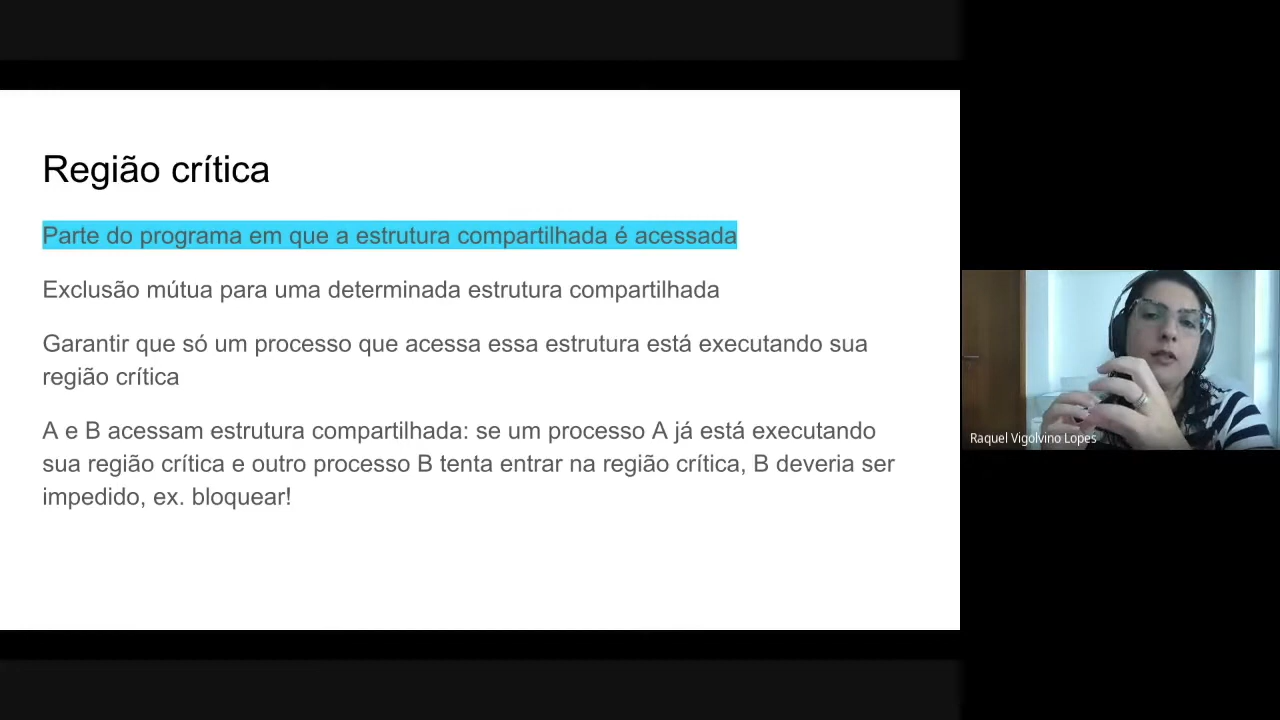 Região crítica
Parte do programa em que a estrutura compartilhada é acessada
Exclusão mútua para uma determinada estrutura compartilhada
Garantir que só um processo que acessa essa estrutura está executando sua
região crítica
A e B acessam estrutura compartilhada: se um processo A já está executando
sua região crítica e outro processo B tenta entrar na região crítica, B deveria ser
impedido, ex. bloquear!
Raquel Vigolvino Lopes